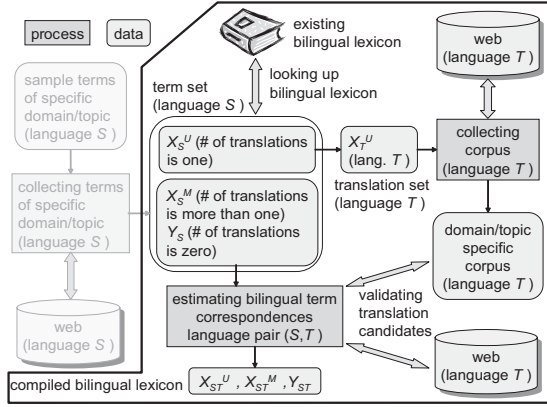 process
data
existing
bilingual lexicon
web
(language T )
sample terms
of specific
domain/topic
(language S )
term set
(language S )
looking up
bilingual lexicon
X_S^U (# of translations
is one)
X_T^U
(lang. T )
collecting
corpus
(language T )
translation set
(language T )
collecting terms
of specific
domain/topic
(language S )
X_S^M (# of translations
is more than one)
Y_S (# of translations
is zero)
domain/topic
specific
corpus
(language T )
estimating bilingual term
correspondences
language pair (S,T )
validating
translation
candidates
web
(language S )
web
(language T )
compiled bilingual lexicon
X_ST^U , X_ST^M , Y_ST